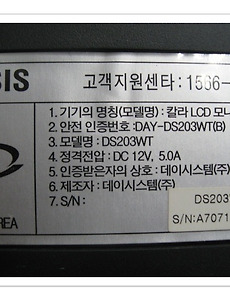 SIS
고객지원센타:1566-
1.기기의 명칭(모델명) : 칼라 LCD 모니
2.안전 인증번호:DAY-DS203WT(B)
3.모델명 : DS203WT
4.정격전압 : DC 12V, 5.0A
5.인증받은자의 상호 : 데이시스템(주)
6.제조자 : 데이시스템(주)
7.S/N :
REA
DS203
S/N:A7071